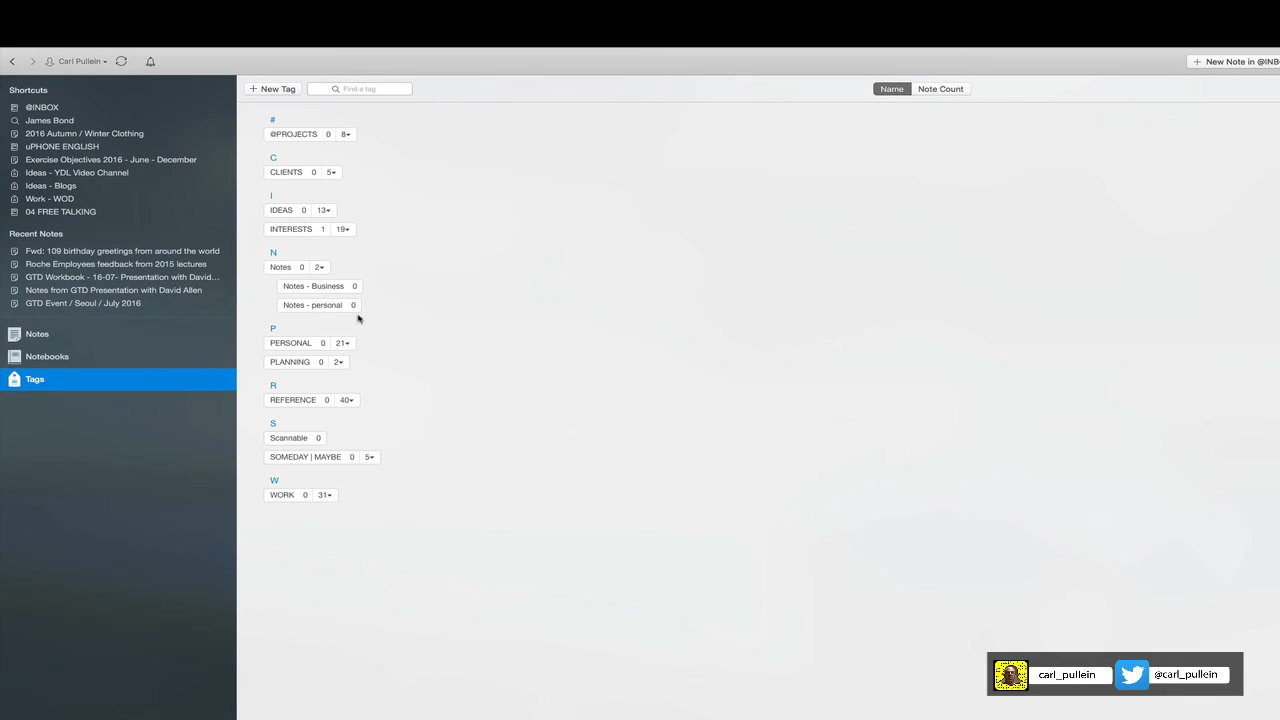 Carl Pullein
New Note in @INBO
Shortcuts
@INBOX
James Bond
2016 Autumn / Winter Clothing
uPHONE ENGLISH
Exercise Objectives 2016 - June - December
Ideas - YDL Video Channel
Ideas - Blogs
Work - WOD
04 FREE TALKING
Recent Notes
Fwd: 109 birthday greetings from around the world
Roche Employees feedback from 2015 lectures
GTD Workbook - 16-07- Presentation with David...
Notes from GTD Presentation with David Allen
GTD Event / Seoul / July 2016
Notes
Notebooks
Tags
+ New Tag
Find a tag
Name
Note Count
#
@PROJECTS 0 8
C
CLIENTS 0 5
I
IDEAS 0 13
INTERESTS 1 19
N
Notes 0 2
Notes - Business 0
Notes - personal 0
P
PERSONAL 0 21
PLANNING 0 2
R
REFERENCE 0 40
S
Scannable 0
SOMEDAY | MAYBE 0 5
W
WORK 0 31
carl_pullein
@carl_pullein